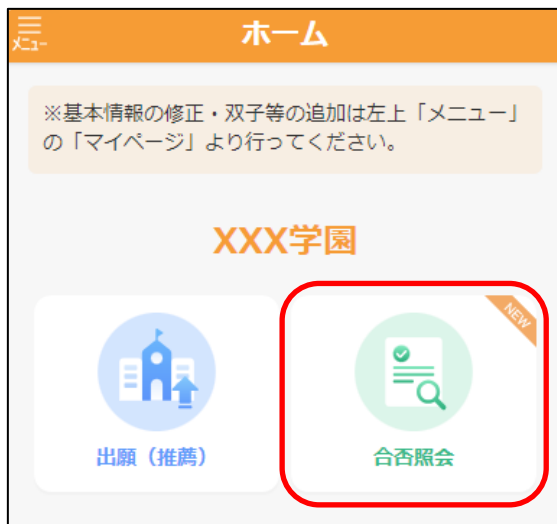 メニュー
ホーム
※基本情報の修正・双子等の追加は左上「メニュー」
の「マイページ」より行ってください。
XXX学園
NEW
出願（推薦）
合否照会